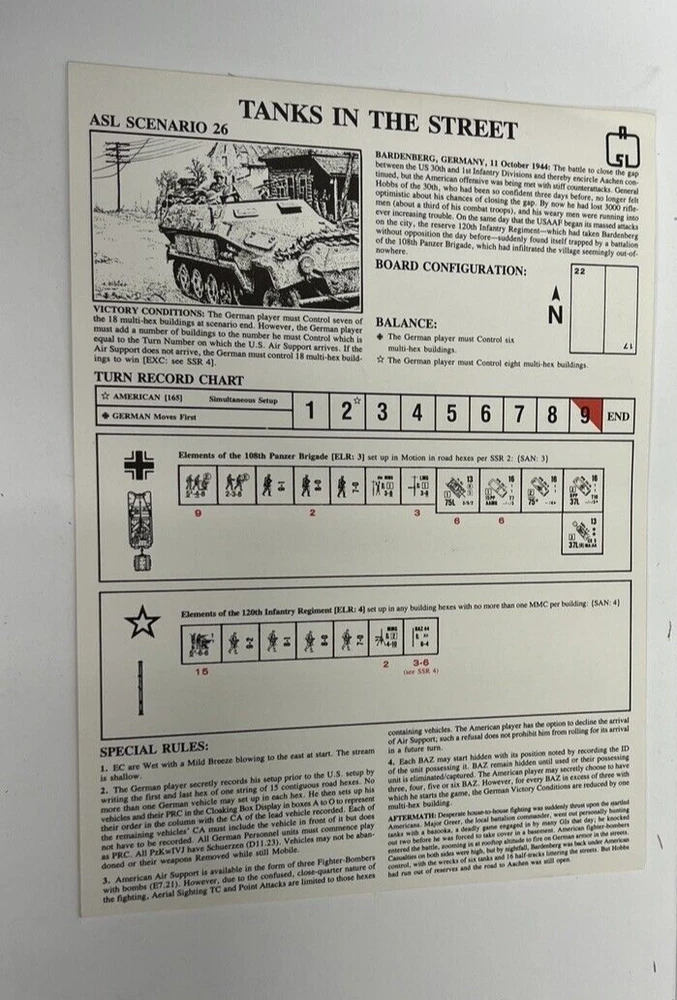 TANKS IN THE STREET
ASL SCENARIO 26
A
SL
BARDENBERG, GERMANY, 11 October 1944: The battle to close the gap
between the US 30th and 1st Infantry Divisions and thereby encircle Aachen con-
tinued, but the American offensive was being met with stiff counterattacks. General
Hobbs of the 30th, who had been so confident three days before, no longer felt
optimistic about his chances of closing the gap. By now he had lost 3000 rifle-
men (about a third of his combat troops), and his weary men were running into
ever increasing trouble. On the same day that the USAAF began its massed attacks
on the city, the reserve 120th Infantry Regiment—which had taken Bardenberg
without opposition the day before—suddenly found itself trapped by a battalion
of the 108th Panzer Brigade, which had infiltrated the village seemingly out-of-
nowhere.
BOARD CONFIGURATION:
22
N
BALANCE:
The German player must Control six
multi-hex buildings.
☆ The German player must Control eight multi-hex buildings.
VICTORY CONDITIONS: The German player must Control seven of
the 18 multi-hex buildings at scenario end. However, the German player
must add a number of buildings to the number he must Control which is
equal to the Turn Number on which the U.S. Air Support arrives. If the
Air Support does not arrive, the German must control 18 multi-hex build-
ings to win [EXC: see SSR 4].
TURN RECORD CHART
☆ AMERICAN [165] Simultaneous Setup
GERMAN Moves First
1 2☆ 3 4 5 6 7 8 9 END
Elements of the 108th Panzer Brigade [ELR: 3] set up in Motion in road hexes per SSR 2: {SAN: 3}
9 2 3 6 6
Elements of the 120th Infantry Regiment [ELR: 4] set up in any building hexes with no more than one MMC per building: {SAN: 4}
15 2 3-6
(see SSR 4)
SPECIAL RULES:
1. EC are Wet with a Mild Breeze blowing to the east at start. The stream
is shallow.
2. The German player secretly records his setup prior to the U.S. setup by
writing the first and last hex of one string of 15 contiguous road hexes. No
more than one German vehicle may set up in each hex. He then sets up his
vehicles and their PRC in the Cloaking Box Display in boxes A to O to represent
their order in the column with the CA of the lead vehicle recorded. Each of
the remaining vehicles' CA must include the vehicle in front of it but does
not have to be recorded. All German Personnel units must commence play
as PRC. All PzKwIVJ have Schuerzen (D11.23). Vehicles may not be aban-
doned or their weapons Removed while still Mobile.
3. American Air Support is available in the form of three Fighter-Bombers
with bombs (E7.21). However, due to the confused, close-quarter nature of
the fighting, Aerial Sighting TC and Point Attacks are limited to those hexes
containing vehicles. The American player has the option to decline the arrival
of Air Support; such a refusal does not prohibit him from rolling for its arrival
in a future turn.
4. Each BAZ may start hidden with its position noted by recording the ID
of the unit possessing it. BAZ remain hidden until used or their possessing
unit is eliminated/captured. The American player may secretly choose to have
three, four, five or six BAZ. However, for every BAZ in excess of three with
which he starts the game, the German Victory Conditions are reduced by one
multi-hex building.
AFTERMATH: Desperate house-to-house fighting was suddenly thrust upon the startled
Americans. Major Greer, the local battalion commander, went out personally hunting
tanks with a bazooka, a deadly game engaged in by many GIs that day; he knocked
out two before he was forced to take cover in a basement. American fighter-bombers
entered the battle, zooming in at rooftop altitude to fire on German armor in the streets.
Casualties on both sides were high, but by nightfall, Bardenberg was back under American
control, with the wrecks of six tanks and 16 half-tracks littering the streets. But Hobbs
had run out of reserves and the road to Aachen was still open.